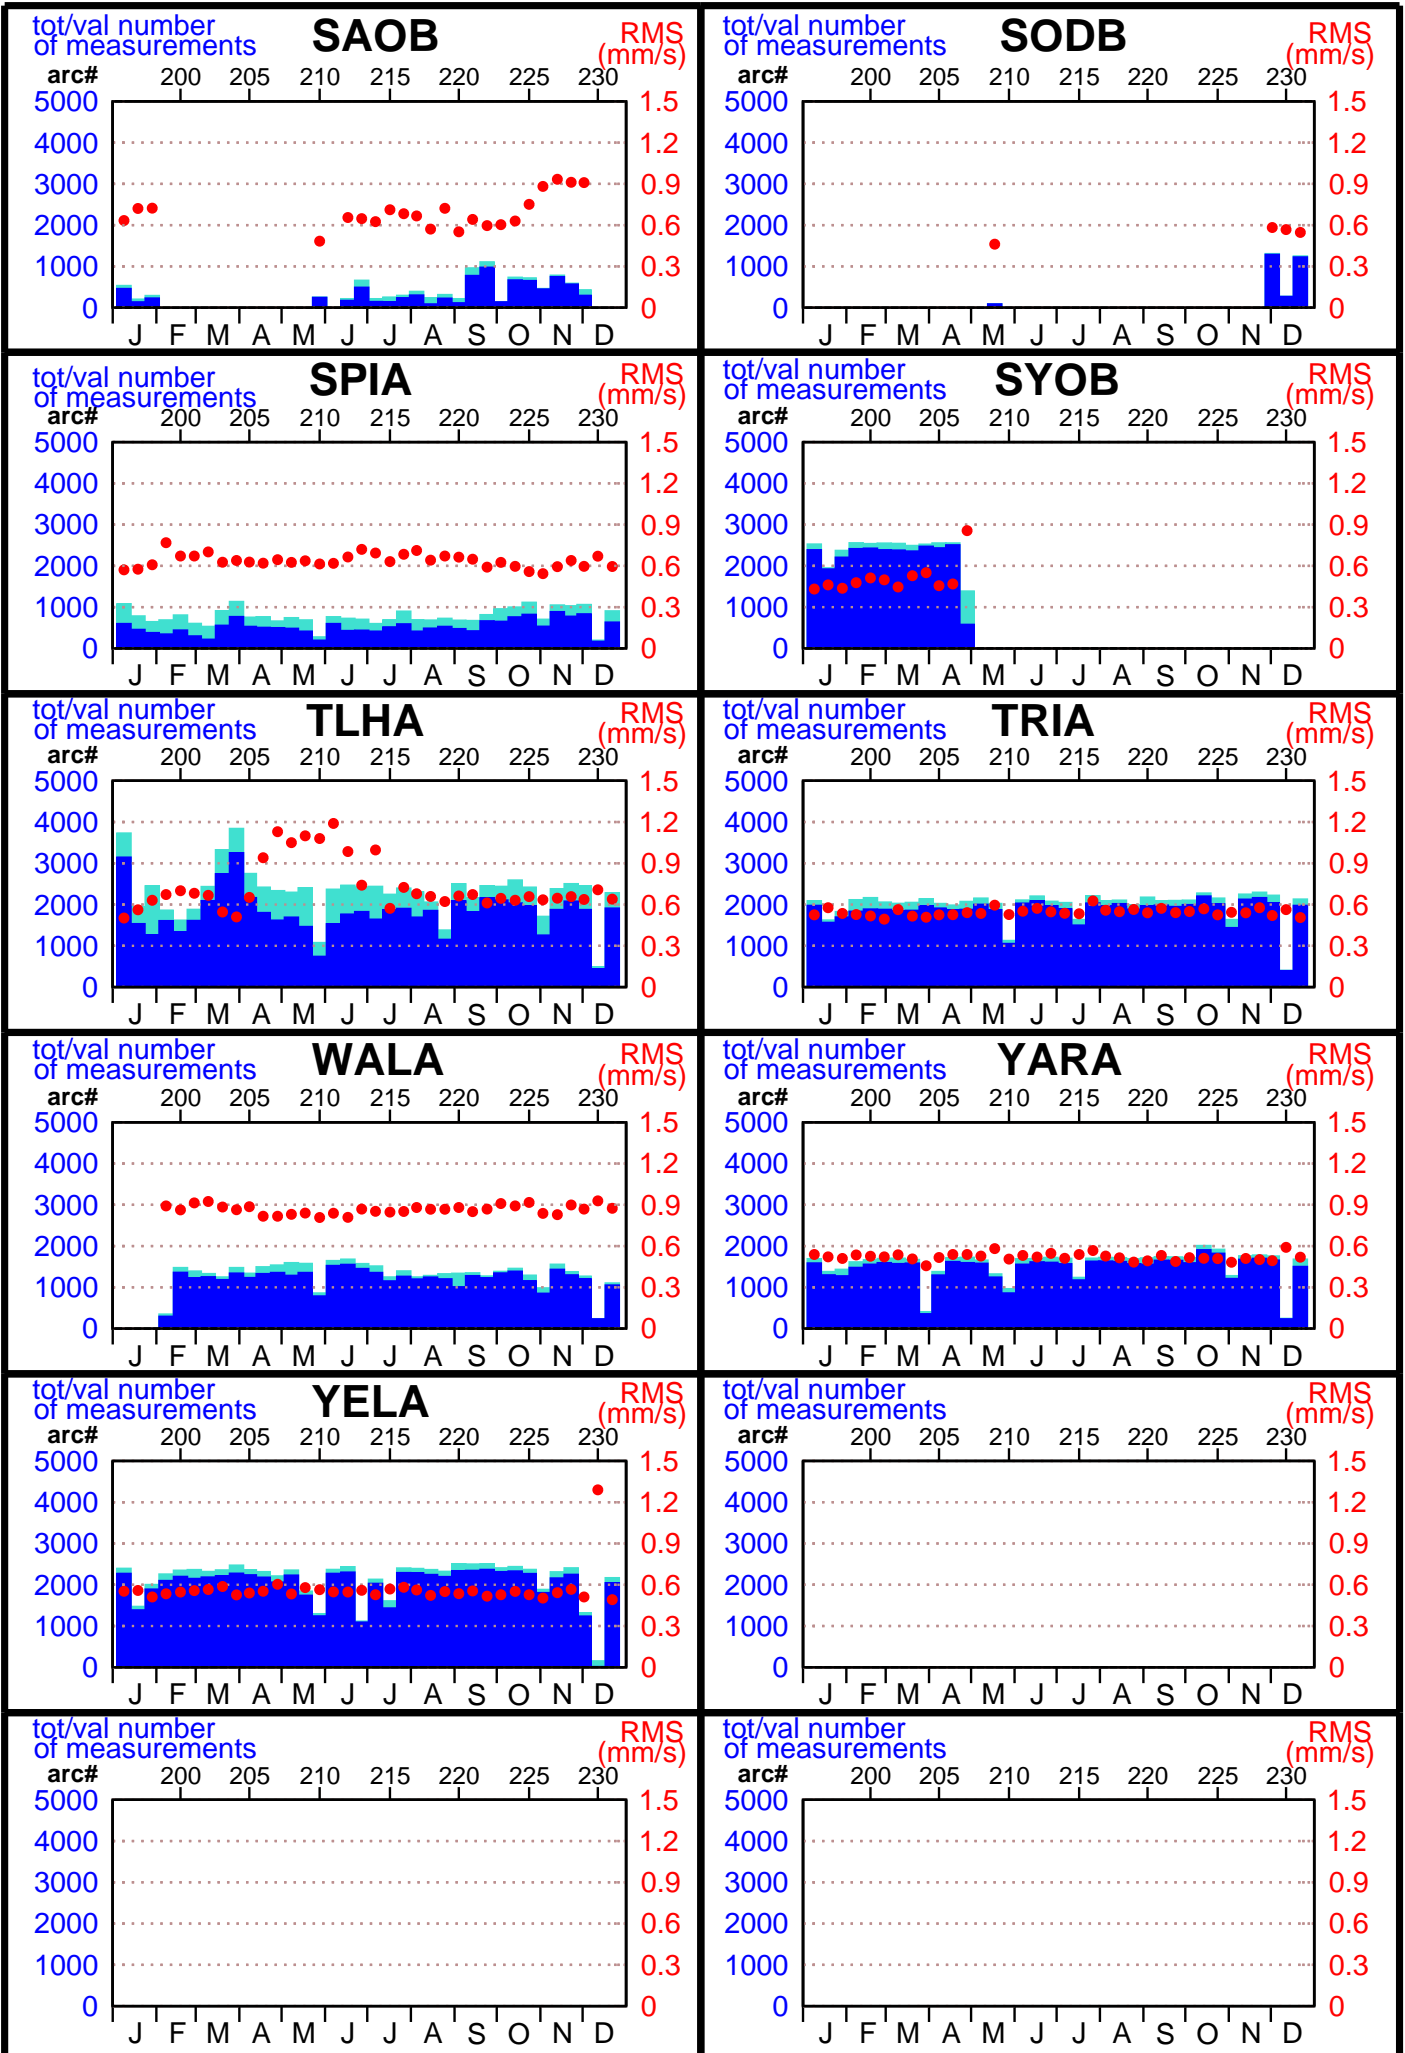 tot/val number
of measurements
SAOB
RMS
(mm/s)
arc# 200 205 210 215 220 225 230
5000 1.5
4000 1.2
3000 0.9
2000 0.6
1000 0.3
0 0
J F M A M J J A S O N D
tot/val number
of measurements
SODB
RMS
(mm/s)
arc# 200 205 210 215 220 225 230
5000 1.5
4000 1.2
3000 0.9
2000 0.6
1000 0.3
0 0
J F M A M J J A S O N D
tot/val number
of measurements
SPIA
RMS
(mm/s)
arc# 200 205 210 215 220 225 230
5000 1.5
4000 1.2
3000 0.9
2000 0.6
1000 0.3
0 0
J F M A M J J A S O N D
tot/val number
of measurements
SYOB
RMS
(mm/s)
arc# 200 205 210 215 220 225 230
5000 1.5
4000 1.2
3000 0.9
2000 0.6
1000 0.3
0 0
J F M A M J J A S O N D
tot/val number
of measurements
TLHA
RMS
(mm/s)
arc# 200 205 210 215 220 225 230
5000 1.5
4000 1.2
3000 0.9
2000 0.6
1000 0.3
0 0
J F M A M J J A S O N D
tot/val number
of measurements
TRIA
RMS
(mm/s)
arc# 200 205 210 215 220 225 230
5000 1.5
4000 1.2
3000 0.9
2000 0.6
1000 0.3
0 0
J F M A M J J A S O N D
tot/val number
of measurements
WALA
RMS
(mm/s)
arc# 200 205 210 215 220 225 230
5000 1.5
4000 1.2
3000 0.9
2000 0.6
1000 0.3
0 0
J F M A M J J A S O N D
tot/val number
of measurements
YARA
RMS
(mm/s)
arc# 200 205 210 215 220 225 230
5000 1.5
4000 1.2
3000 0.9
2000 0.6
1000 0.3
0 0
J F M A M J J A S O N D
tot/val number
of measurements
YELA
RMS
(mm/s)
arc# 200 205 210 215 220 225 230
5000 1.5
4000 1.2
3000 0.9
2000 0.6
1000 0.3
0 0
J F M A M J J A S O N D
tot/val number
of measurements
RMS
(mm/s)
arc# 200 205 210 215 220 225 230
5000 1.5
4000 1.2
3000 0.9
2000 0.6
1000 0.3
0 0
J F M A M J J A S O N D
tot/val number
of measurements
RMS
(mm/s)
arc# 200 205 210 215 220 225 230
5000 1.5
4000 1.2
3000 0.9
2000 0.6
1000 0.3
0 0
J F M A M J J A S O N D
tot/val number
of measurements
RMS
(mm/s)
arc# 200 205 210 215 220 225 230
5000 1.5
4000 1.2
3000 0.9
2000 0.6
1000 0.3
0 0
J F M A M J J A S O N D